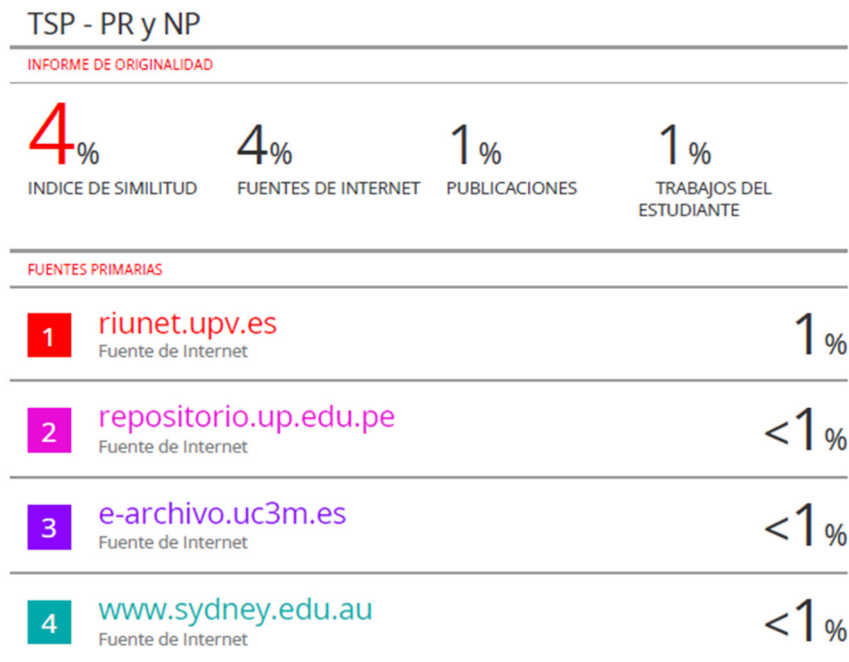 TSP - PR y NP
INFORME DE ORIGINALIDAD
4% 4% 1% 1%
INDICE DE SIMILITUD FUENTES DE INTERNET PUBLICACIONES TRABAJOS DEL
ESTUDIANTE
FUENTES PRIMARIAS
1 riunet.upv.es 1%
Fuente de Internet
2 repositorio.up.edu.pe <1%
Fuente de Internet
3 e-archivo.uc3m.es <1%
Fuente de Internet
4 www.sydney.edu.au <1%
Fuente de Internet